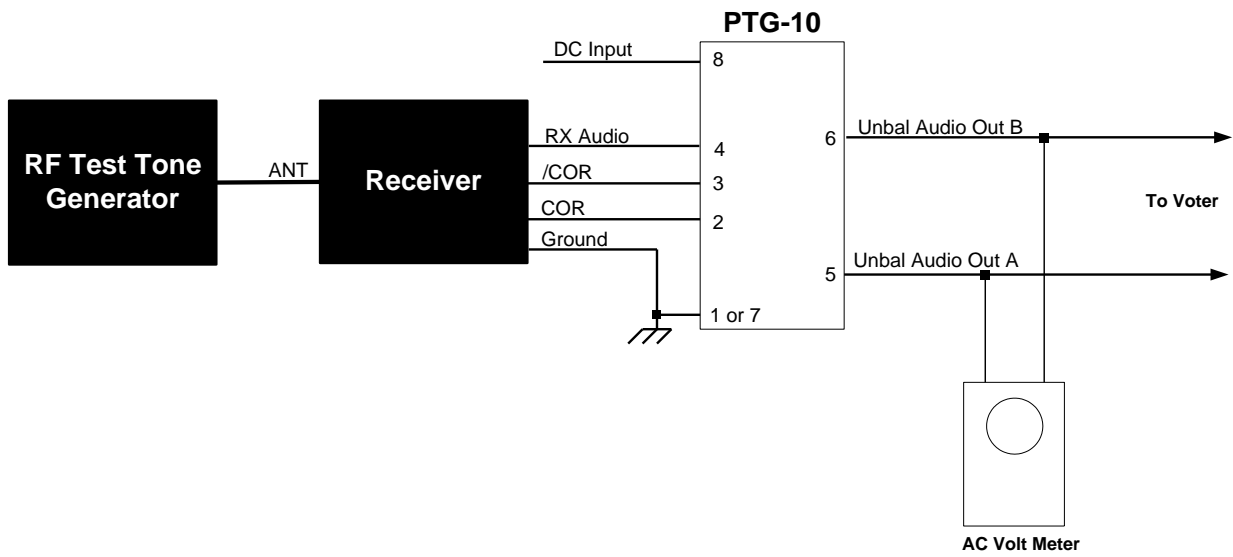 PTG-10
DC Input
8
RF Test Tone
Generator
ANT
Receiver
RX Audio
4
/COR
3
COR
2
Ground
1 or 7
6
Unbal Audio Out B
To Voter
5
Unbal Audio Out A
AC Volt Meter